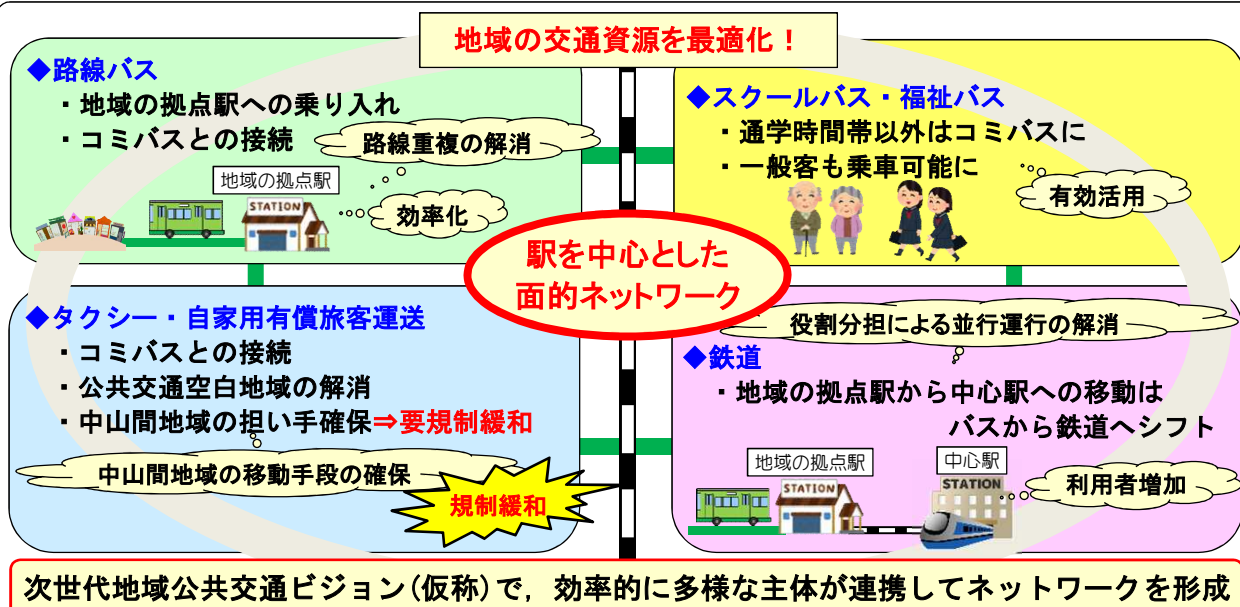 地域の交通資源を最適化！
◆路線バス
・地域の拠点駅への乗り入れ
・コミバスとの接続
路線重複の解消
地域の拠点駅
STATION
効率化
◆スクールバス・福祉バス
・通学時間帯以外はコミバスに
・一般客も乗車可能に
有効活用
駅を中心とした
面的ネットワーク
◆タクシー・自家用有償旅客運送
・コミバスとの接続
・公共交通空白地域の解消
・中山間地域の担い手確保⇒要規制緩和
中山間地域の移動手段の確保
規制緩和
役割分担による並行運行の解消
◆鉄道
・地域の拠点駅から中心駅への移動は
バスから鉄道へシフト
地域の拠点駅
STATION
中心駅
STATION
利用者増加
次世代地域公共交通ビジョン(仮称)で，効率的に多様な主体が連携してネットワークを形成